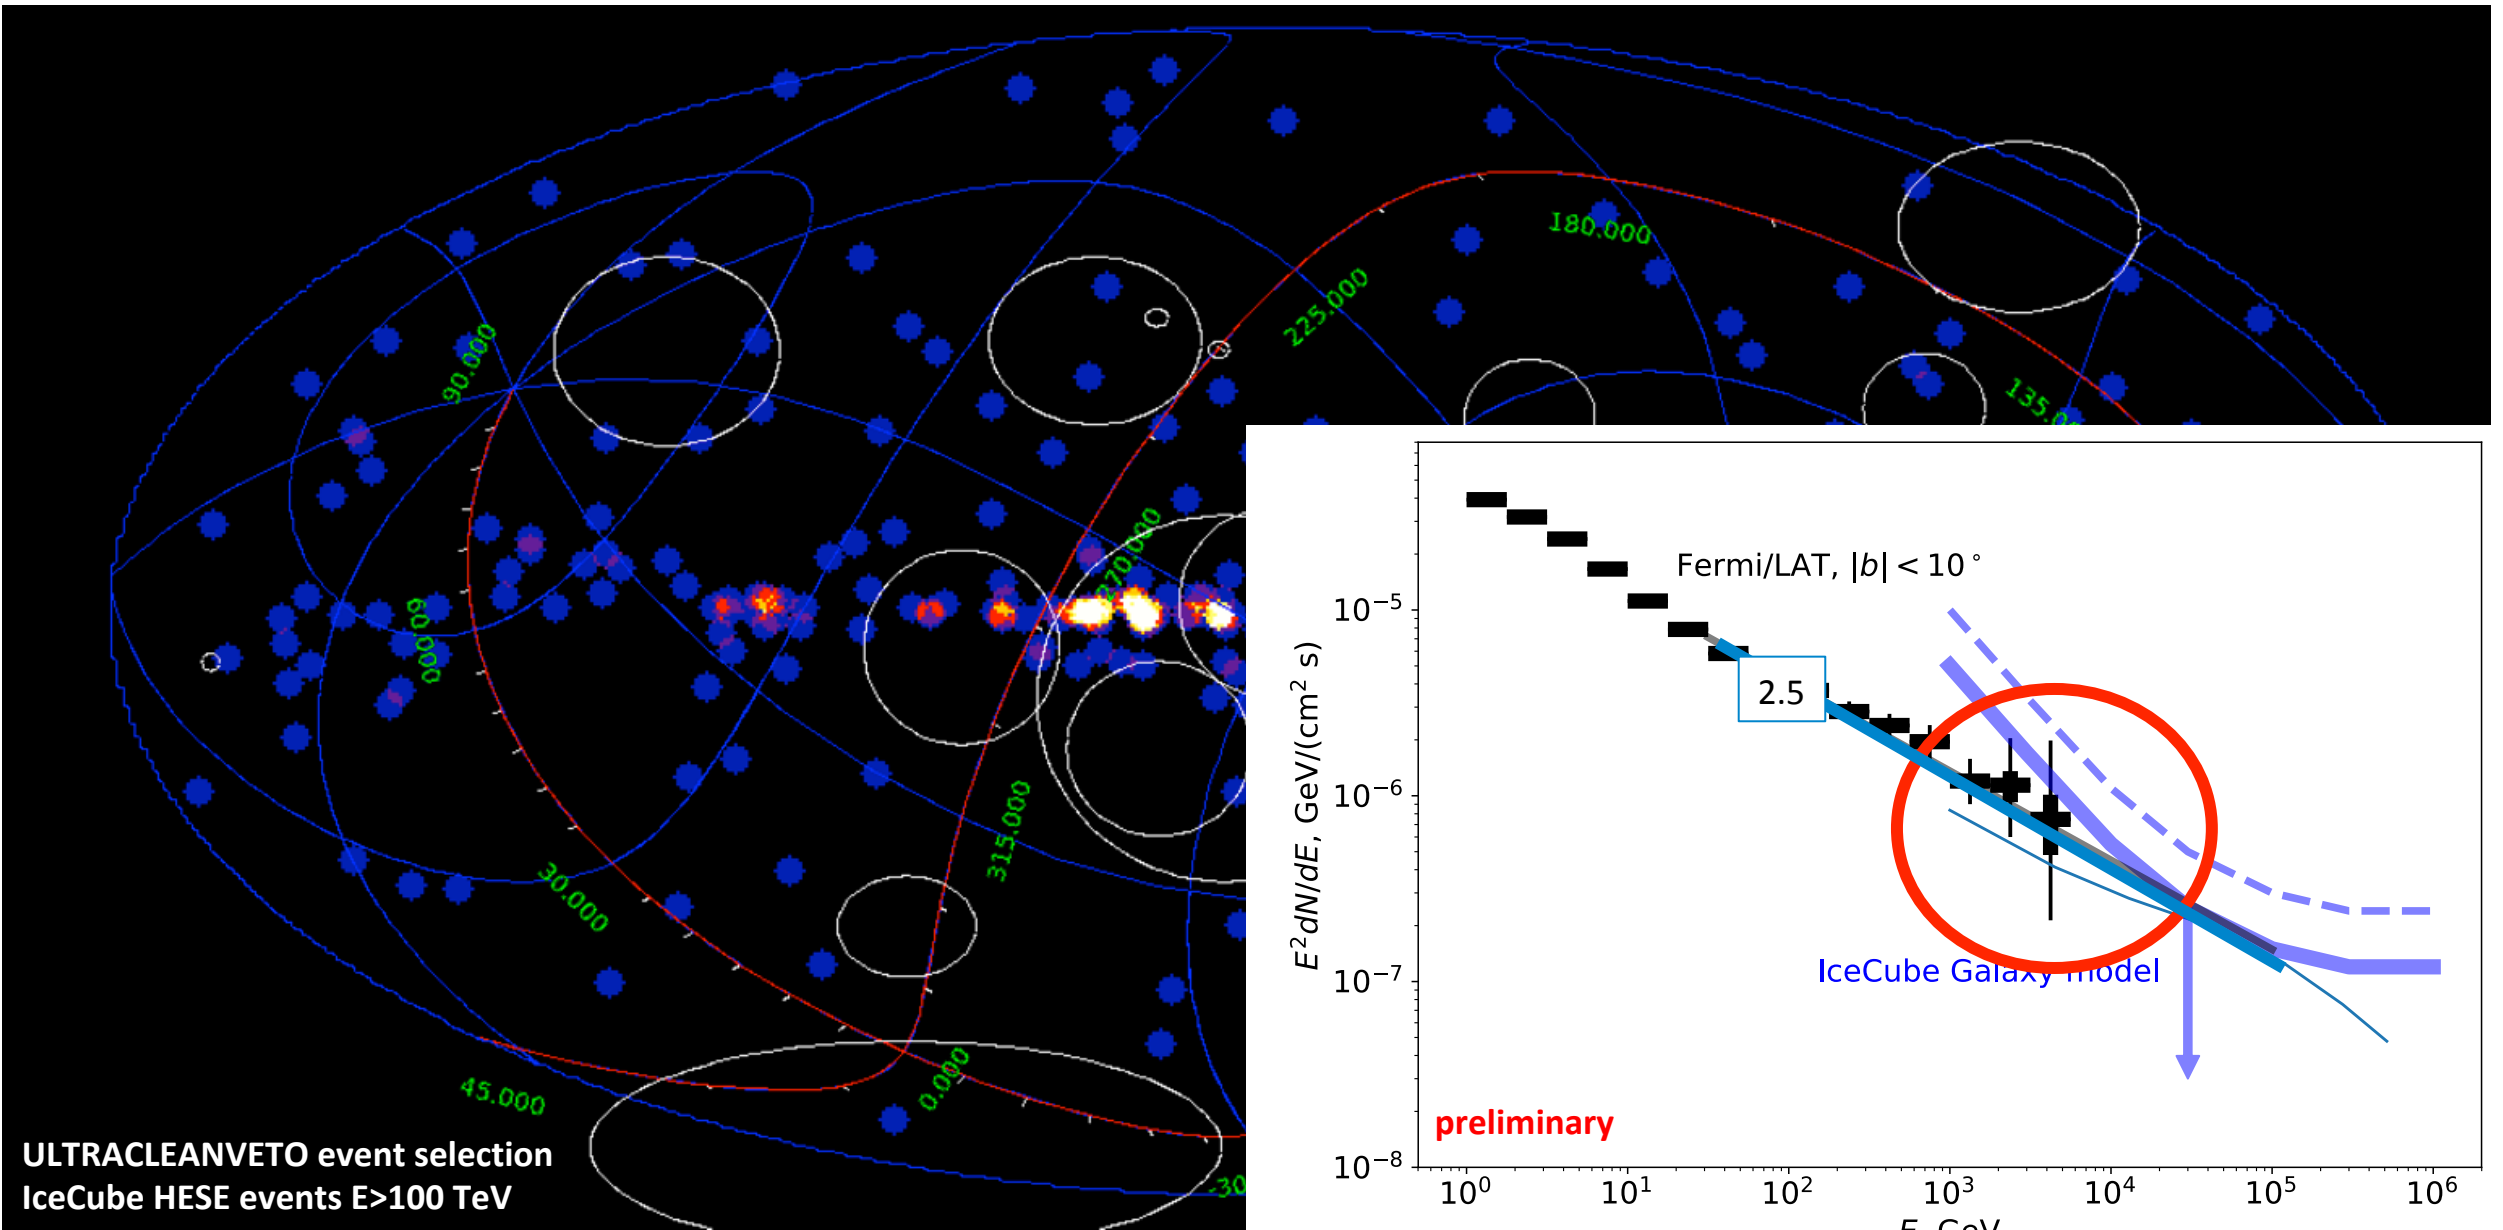 180.000
225.000
90.000
135.0
270.000
60.000
315.000
30.000
0.000
45.000
-30
ULTRACLEANVETO event selection
IceCube HESE events E>100 TeV
Fermi/LAT, |b| < 10°
2.5
IceCube Galaxy model
preliminary
E² dN/dE, GeV/(cm² s)
10⁻⁵
10⁻⁶
10⁻⁷
10⁻⁸
10⁰ 10¹ 10² 10³ 10⁴ 10⁵ 10⁶
E, GeV